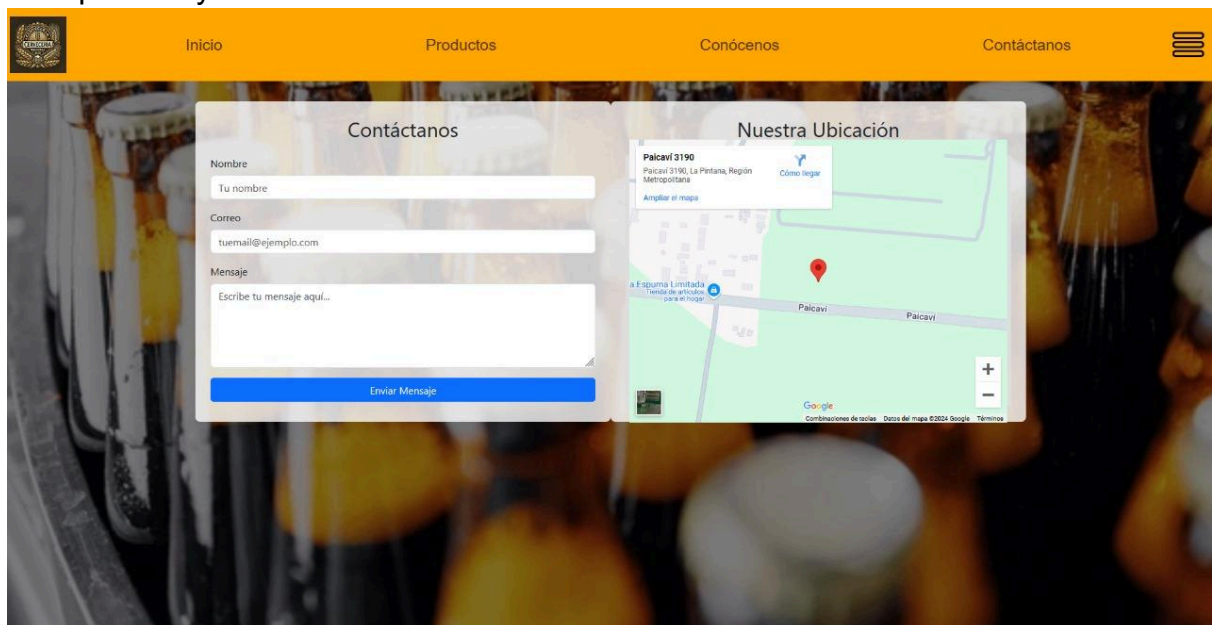 Inicio
Productos
Conócenos
Contáctanos
Contáctanos
Nombre
Tu nombre
Correo
tuemail@ejemplo.com
Mensaje
Escribe tu mensaje aquí...
Enviar Mensaje
Nuestra Ubicación
Paicaví 3190
Paicaví 3190, La Pintana, Región
Metropolitana
Cómo llegar
Ampliar el mapa
a Espuma Limitada
Tienda de artículos
para el hogar
Paicaví
Paicaví
Google
Combinaciones de teclas
Datos del mapa ©2024 Google
Términos